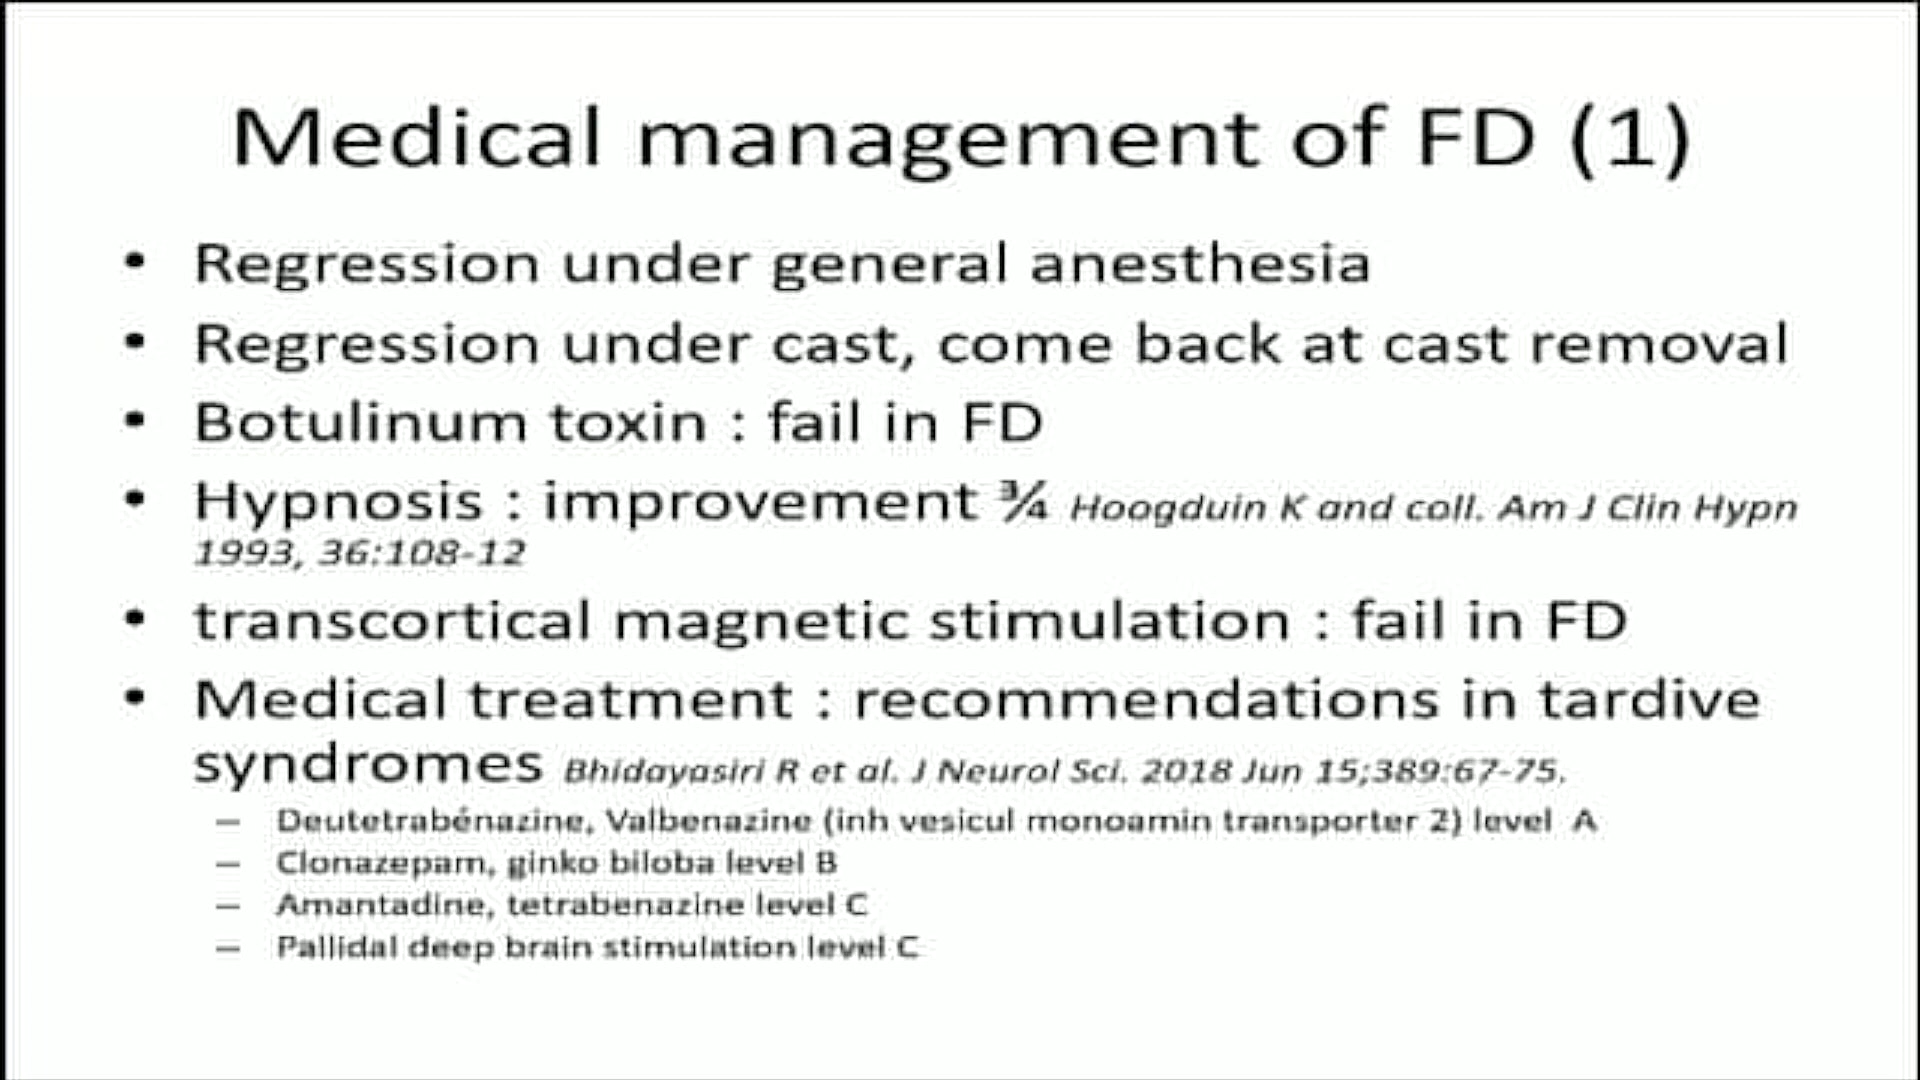 Medical management of FD (1)
• Regression under general anesthesia
• Regression under cast, come back at cast removal
• Botulinum toxin : fail in FD
• Hypnosis : improvement ¾ Hoogduin K and coll. Am J Clin Hypn
1993, 36:108-12
• transcortical magnetic stimulation : fail in FD
• Medical treatment : recommendations in tardive
syndromes Bhidayasiri R et al. J Neurol Sci. 2018 Jun 15;389:67-75.
– Deutetrabénazine, Valbenazine (inh vesicul monoamin transporter 2) level A
– Clonazepam, ginko biloba level B
– Amantadine, tetrabenazine level C
– Pallidal deep brain stimulation level C